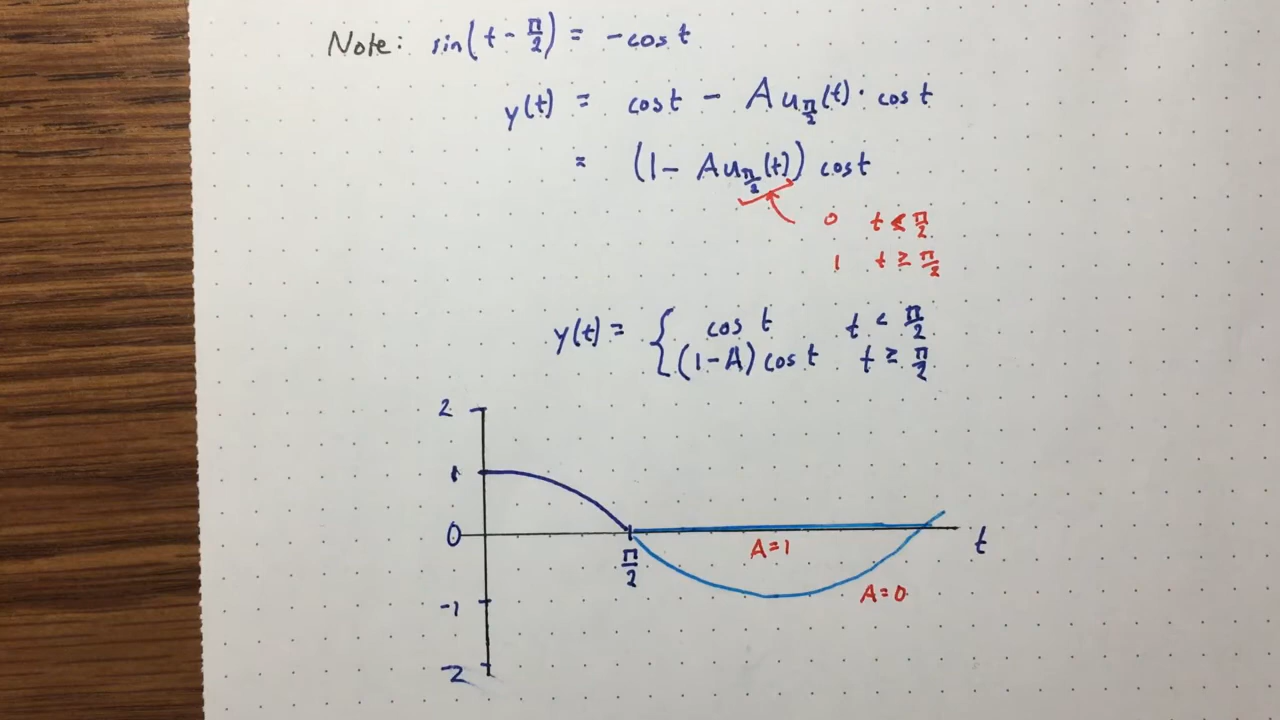 Note: sin(t - π/2) = -cos t
y(t) = cos t - A u_{π/2}(t) · cos t
= (1 - A u_{π/2}(t)) cos t
0 t < π/2
1 t ≥ π/2
y(t) = { cos t t < π/2
(1-A) cos t t ≥ π/2
2
1
0
π/2
A=1
t
A=0
-1
-2